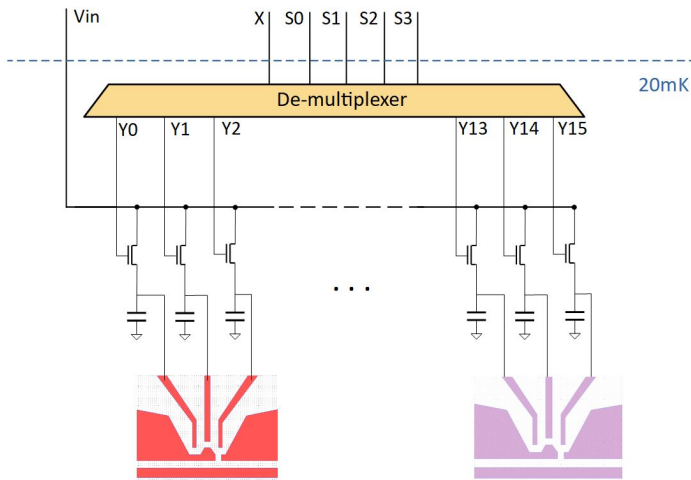 Vin
X S0 S1 S2 S3
20mK
De-multiplexer
Y0 Y1 Y2 Y13 Y14 Y15
. . .